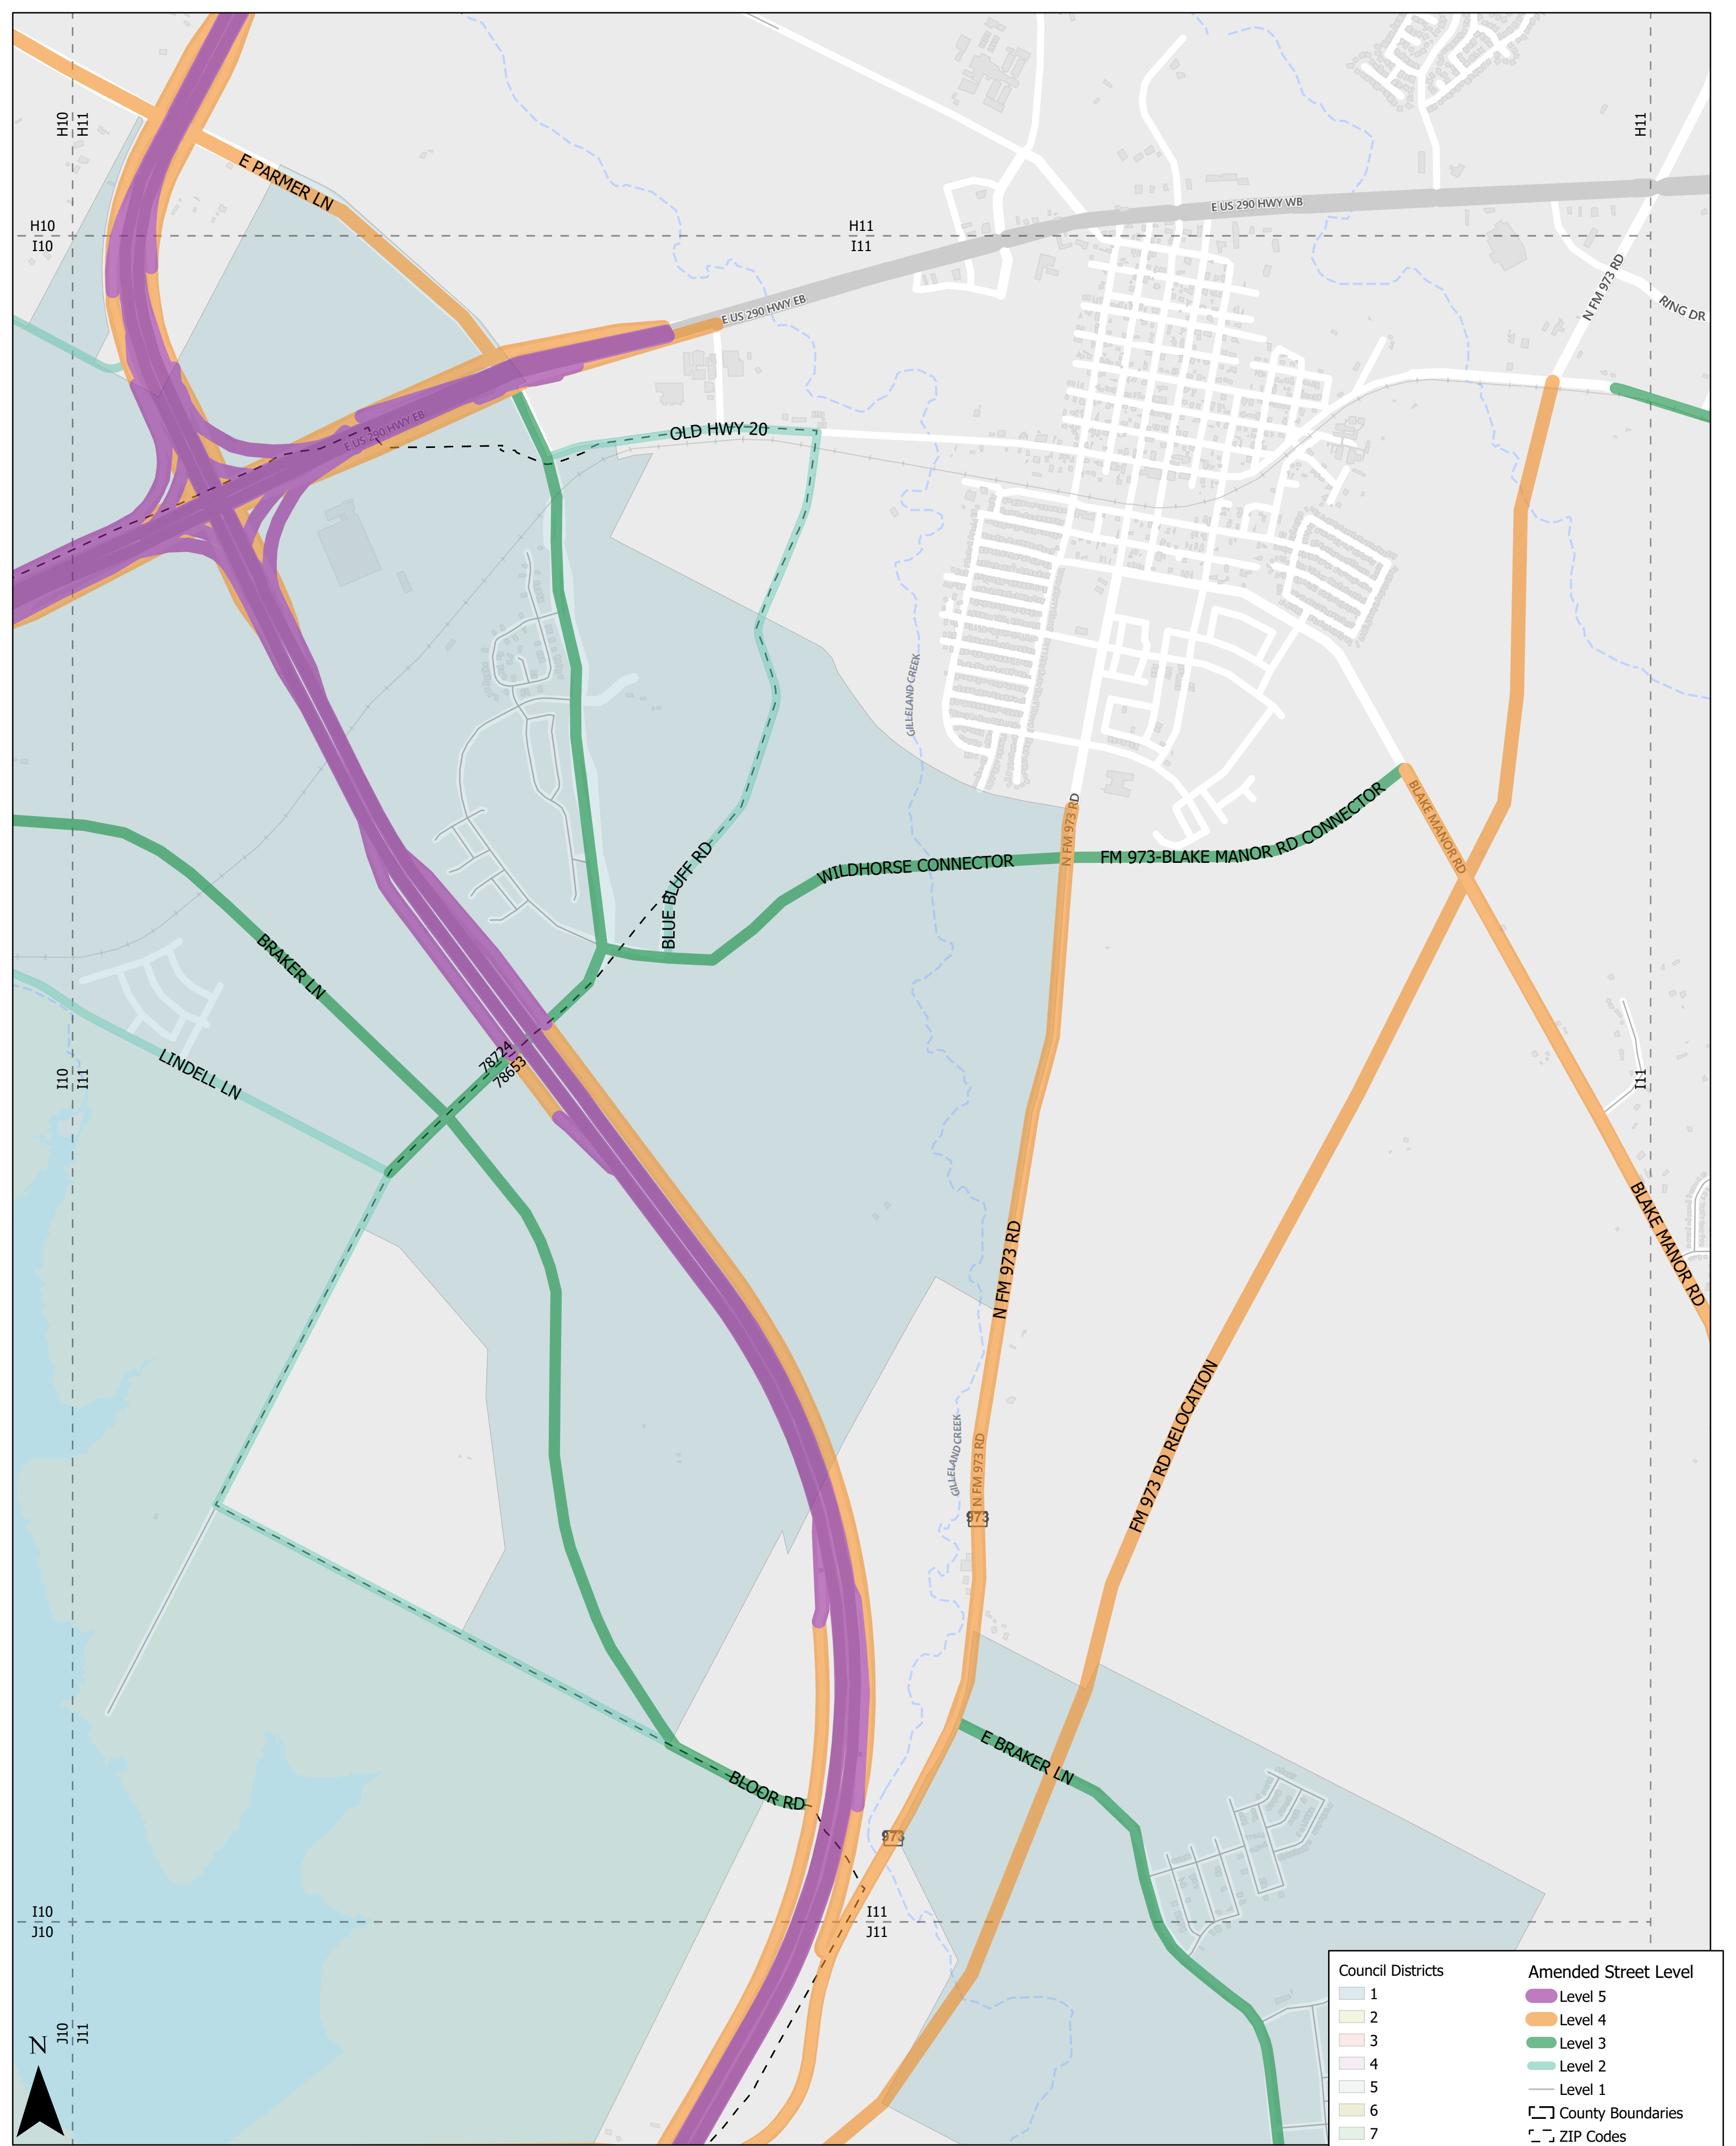 H10
H11
H11
E PARMER LN
E US 290 HWY WB
H10
I10
H11
I11
N FM 973 RD
RING DR
E US 290 HWY EB
E US 290 HWY EB
OLD HWY 20
GILLELAND CREEK
BLAKE MANOR RD
N FM 973 RD
BLUE BLUFF RD
WILDHORSE CONNECTOR
FM 973-BLAKE MANOR RD CONNECTOR
BRAKER LN
78724
78653
LINDELL LN
I10
I11
I11
BLAKE MANOR RD
N FM 973 RD
FM 973 RD RELOCATION
GILLELAND CREEK
N FM 973 RD
973
E BRAKER LN
BLOOR RD
973
I10
J10
I11
J11
J10
J11
N
Council Districts
1
2
3
4
5
6
7
Amended Street Level
Level 5
Level 4
Level 3
Level 2
Level 1
County Boundaries
ZIP Codes